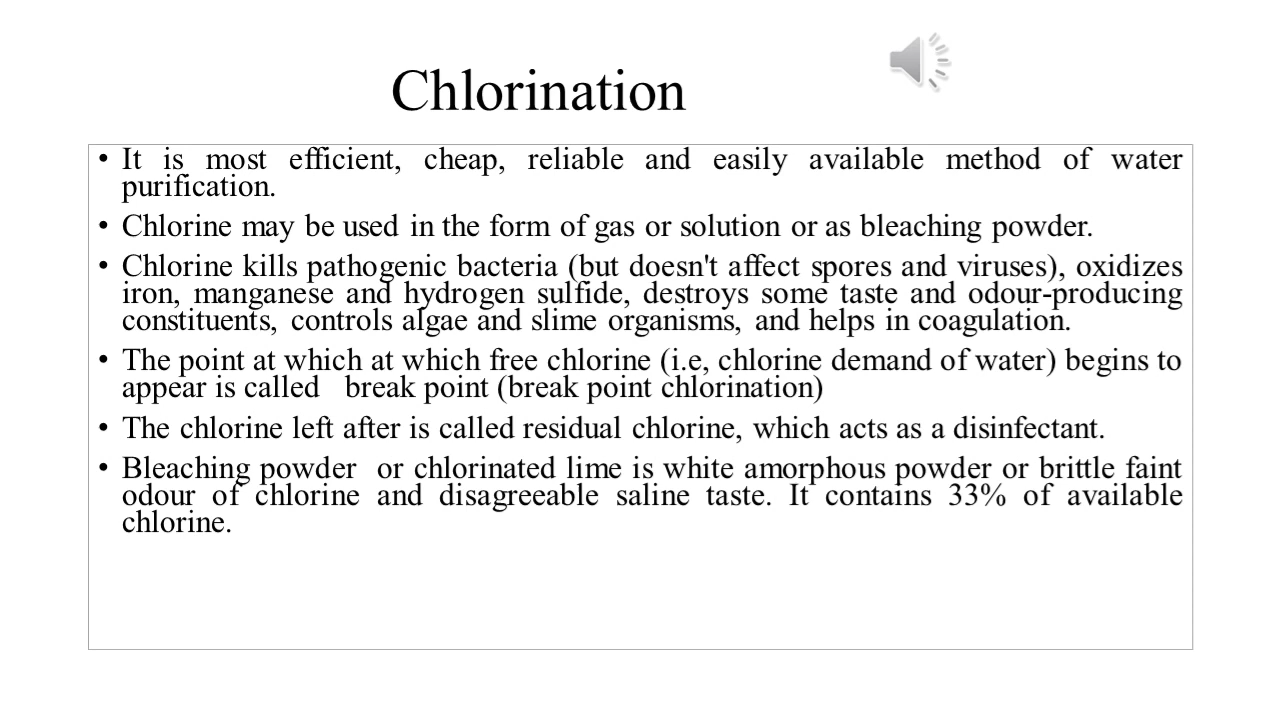 Chlorination
• It is most efficient, cheap, reliable and easily available method of water
purification.
• Chlorine may be used in the form of gas or solution or as bleaching powder.
• Chlorine kills pathogenic bacteria (but doesn't affect spores and viruses), oxidizes
iron, manganese and hydrogen sulfide, destroys some taste and odour-producing
constituents, controls algae and slime organisms, and helps in coagulation.
• The point at which at which free chlorine (i.e, chlorine demand of water) begins to
appear is called   break point (break point chlorination)
• The chlorine left after is called residual chlorine, which acts as a disinfectant.
• Bleaching powder  or chlorinated lime is white amorphous powder or brittle faint
odour of chlorine and disagreeable saline taste. It contains 33% of available
chlorine.